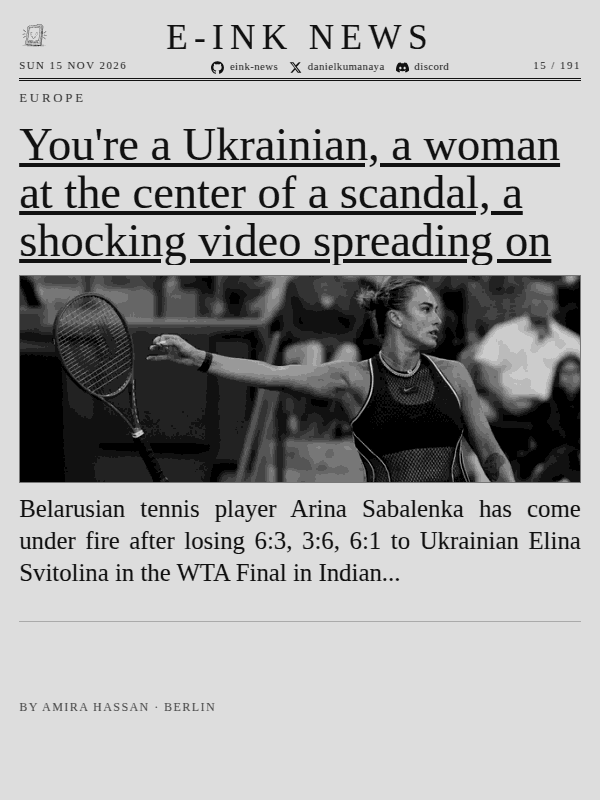 E-INK NEWS
SUN 15 NOV 2026
eink-news
danielkumanaya
discord
15 / 191
EUROPE
You're a Ukrainian, a woman
at the center of a scandal, a
shocking video spreading on
Belarusian tennis player Arina Sabalenka has come
under fire after losing 6:3, 3:6, 6:1 to Ukrainian Elina
Svitolina in the WTA Final in Indian...
BY AMIRA HASSAN · BERLIN